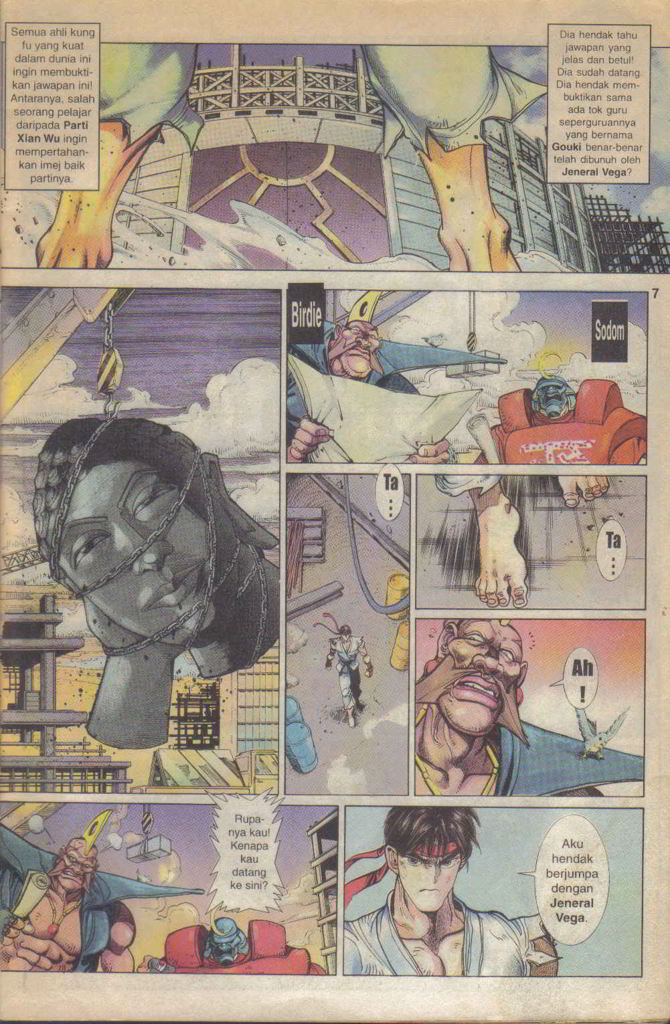 Semua ahli kung
fu yang kuat
dalam dunia ini
ingin membukti-
kan jawapan ini!
Antaranya, salah
seorang pelajar
daripada Parti
Xian Wu ingin
mempertahan-
kan imej baik
partinya.
Dia hendak tahu
jawapan yang
jelas dan betul!
Dia sudah datang.
Dia hendak mem-
buktikan sama
ada tok guru
seperguruannya
yang bernama
Gouki benar-benar
telah dibunuh oleh
Jeneral Vega?
7
Birdie
Sodom
Ta
...
Ta
...
Ah
!
Rupa-
nya kau!
Kenapa
kau
datang
ke sini?
Aku
hendak
berjumpa
dengan
Jeneral
Vega.